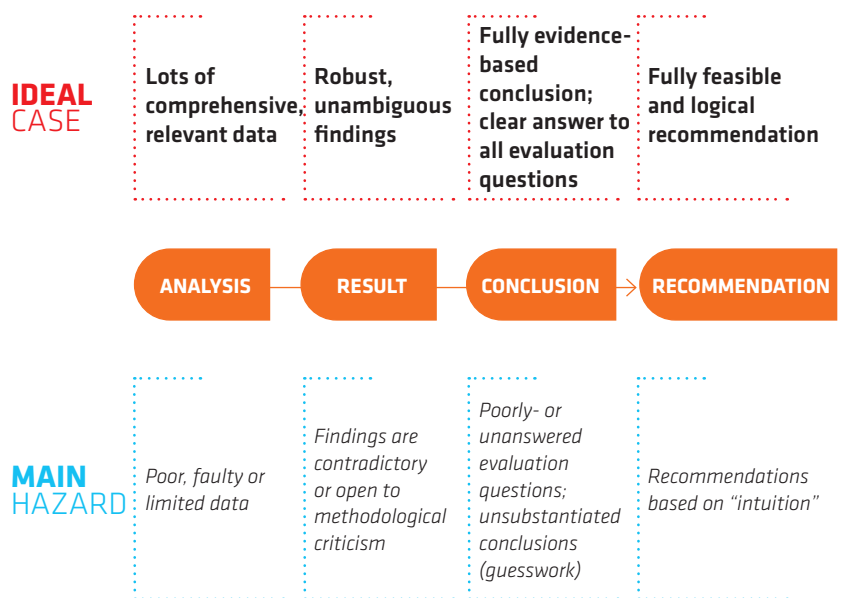 IDEAL
CASE
Lots of
comprehensive,
relevant data
Robust,
unambiguous
findings
Fully evidence-
based
conclusion;
clear answer to
all evaluation
questions
Fully feasible
and logical
recommendation
ANALYSIS
RESULT
CONCLUSION
RECOMMENDATION
MAIN
HAZARD
Poor, faulty or
limited data
Findings are
contradictory
or open to
methodological
criticism
Poorly- or
unanswered
evaluation
questions;
unsubstantiated
conclusions
(guesswork)
Recommendations
based on “intuition”